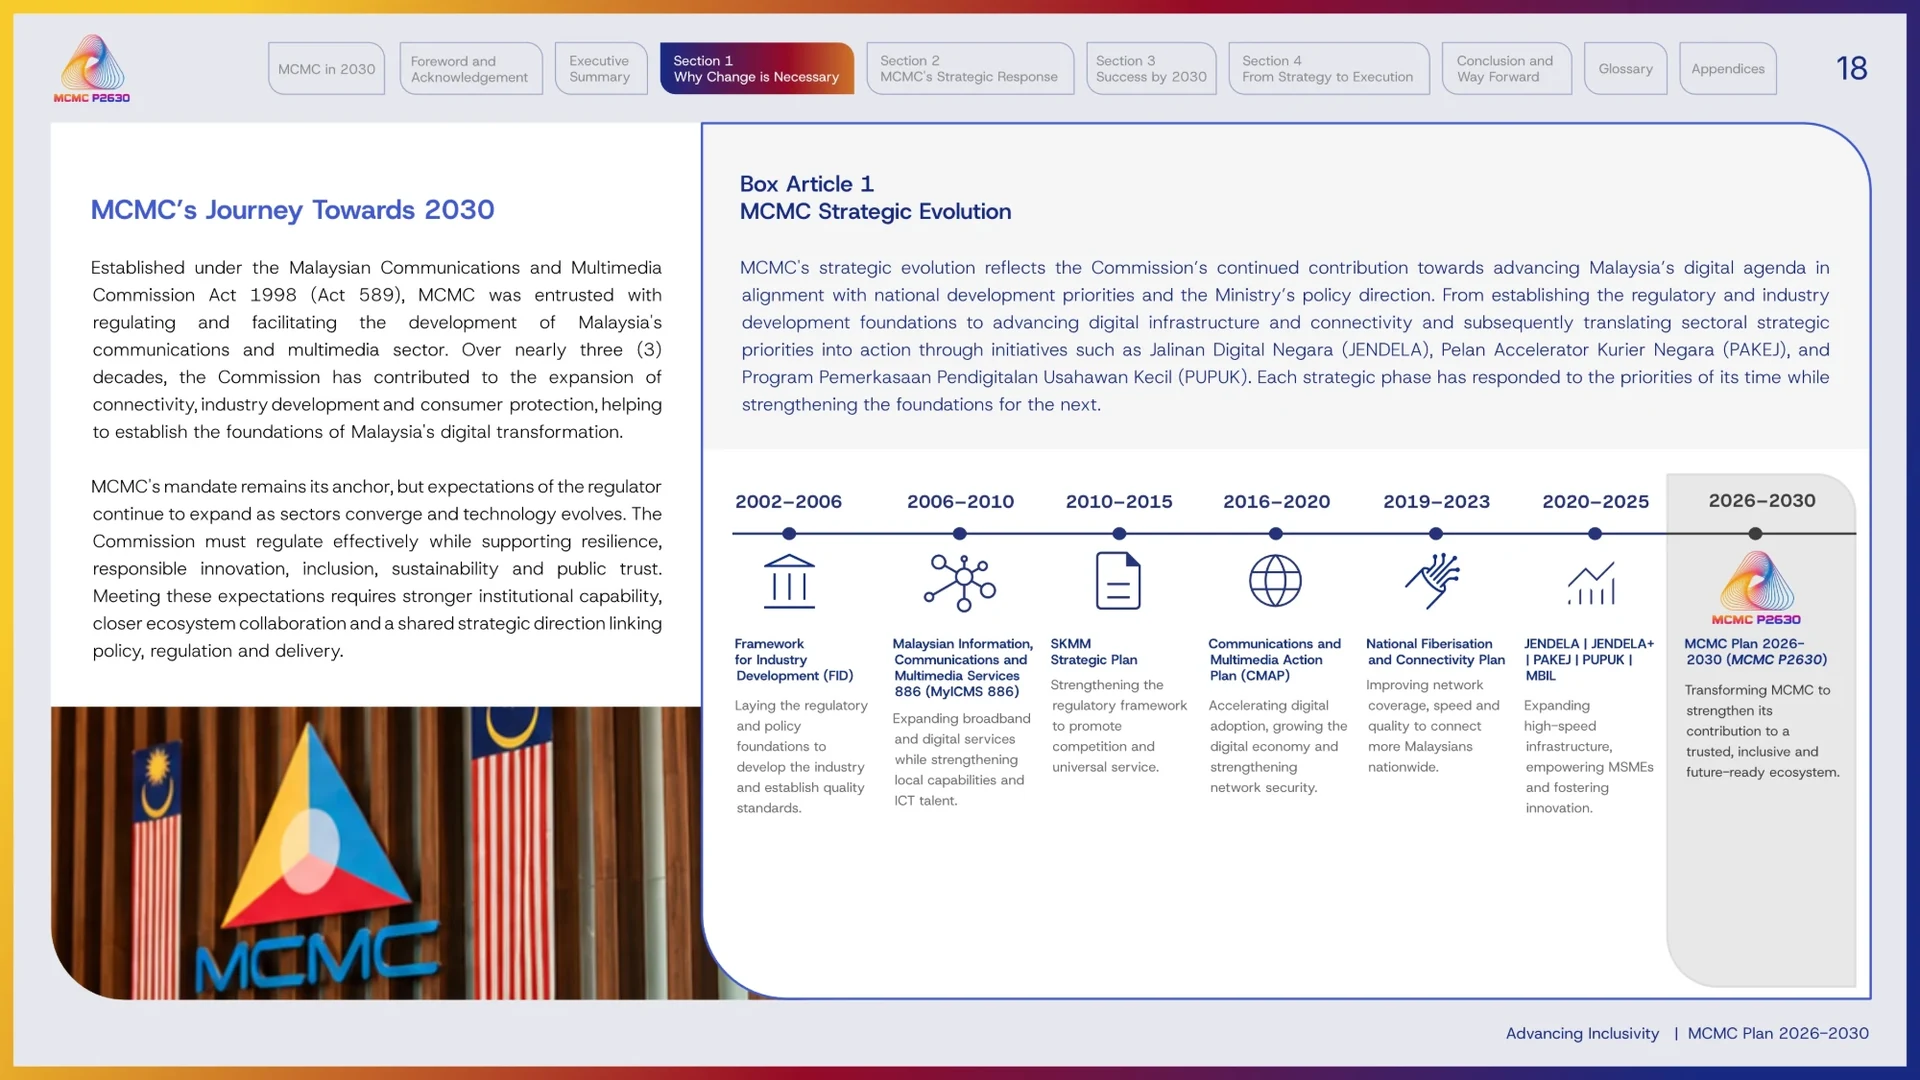 MCMC P2630
MCMC in 2030
Foreword and
Acknowledgement
Executive
Summary
Section 1
Why Change is Necessary
Section 2
MCMC's Strategic Response
Section 3
Success by 2030
Section 4
From Strategy to Execution
Conclusion and
Way Forward
Glossary
Appendices
18
MCMC's Journey Towards 2030
Established under the Malaysian Communications and Multimedia
Commission Act 1998 (Act 589), MCMC was entrusted with
regulating and facilitating the development of Malaysia's
communications and multimedia sector. Over nearly three (3)
decades, the Commission has contributed to the expansion of
connectivity, industry development and consumer protection, helping
to establish the foundations of Malaysia's digital transformation.
MCMC's mandate remains its anchor, but expectations of the regulator
continue to expand as sectors converge and technology evolves. The
Commission must regulate effectively while supporting resilience,
responsible innovation, inclusion, sustainability and public trust.
Meeting these expectations requires stronger institutional capability,
closer ecosystem collaboration and a shared strategic direction linking
policy, regulation and delivery.
MCMC
Box Article 1
MCMC Strategic Evolution
MCMC's strategic evolution reflects the Commission's continued contribution towards advancing Malaysia's digital agenda in
alignment with national development priorities and the Ministry's policy direction. From establishing the regulatory and industry
development foundations to advancing digital infrastructure and connectivity and subsequently translating sectoral strategic
priorities into action through initiatives such as Jalinan Digital Negara (JENDELA), Pelan Accelerator Kurier Negara (PAKEJ), and
Program Pemerkasaan Pendigitalan Usahawan Kecil (PUPUK). Each strategic phase has responded to the priorities of its time while
strengthening the foundations for the next.
2002–2006
Framework
for Industry
Development (FID)
Laying the regulatory
and policy
foundations to
develop the industry
and establish quality
standards.
2006–2010
Malaysian Information,
Communications and
Multimedia Services
886 (MyICMS 886)
Expanding broadband
and digital services
while strengthening
local capabilities and
ICT talent.
2010–2015
SKMM
Strategic Plan
Strengthening the
regulatory framework
to promote
competition and
universal service.
2016–2020
Communications and
Multimedia Action
Plan (CMAP)
Accelerating digital
adoption, growing the
digital economy and
strengthening
network security.
2019–2023
National Fiberisation
and Connectivity Plan
Improving network
coverage, speed and
quality to connect
more Malaysians
nationwide.
2020–2025
JENDELA | JENDELA+
| PAKEJ | PUPUK |
MBIL
Expanding
high-speed
infrastructure,
empowering MSMEs
and fostering
innovation.
2026–2030
MCMC P2630
MCMC Plan 2026–
2030 (MCMC P2630)
Transforming MCMC to
strengthen its
contribution to a
trusted, inclusive and
future-ready ecosystem.
Advancing Inclusivity | MCMC Plan 2026–2030